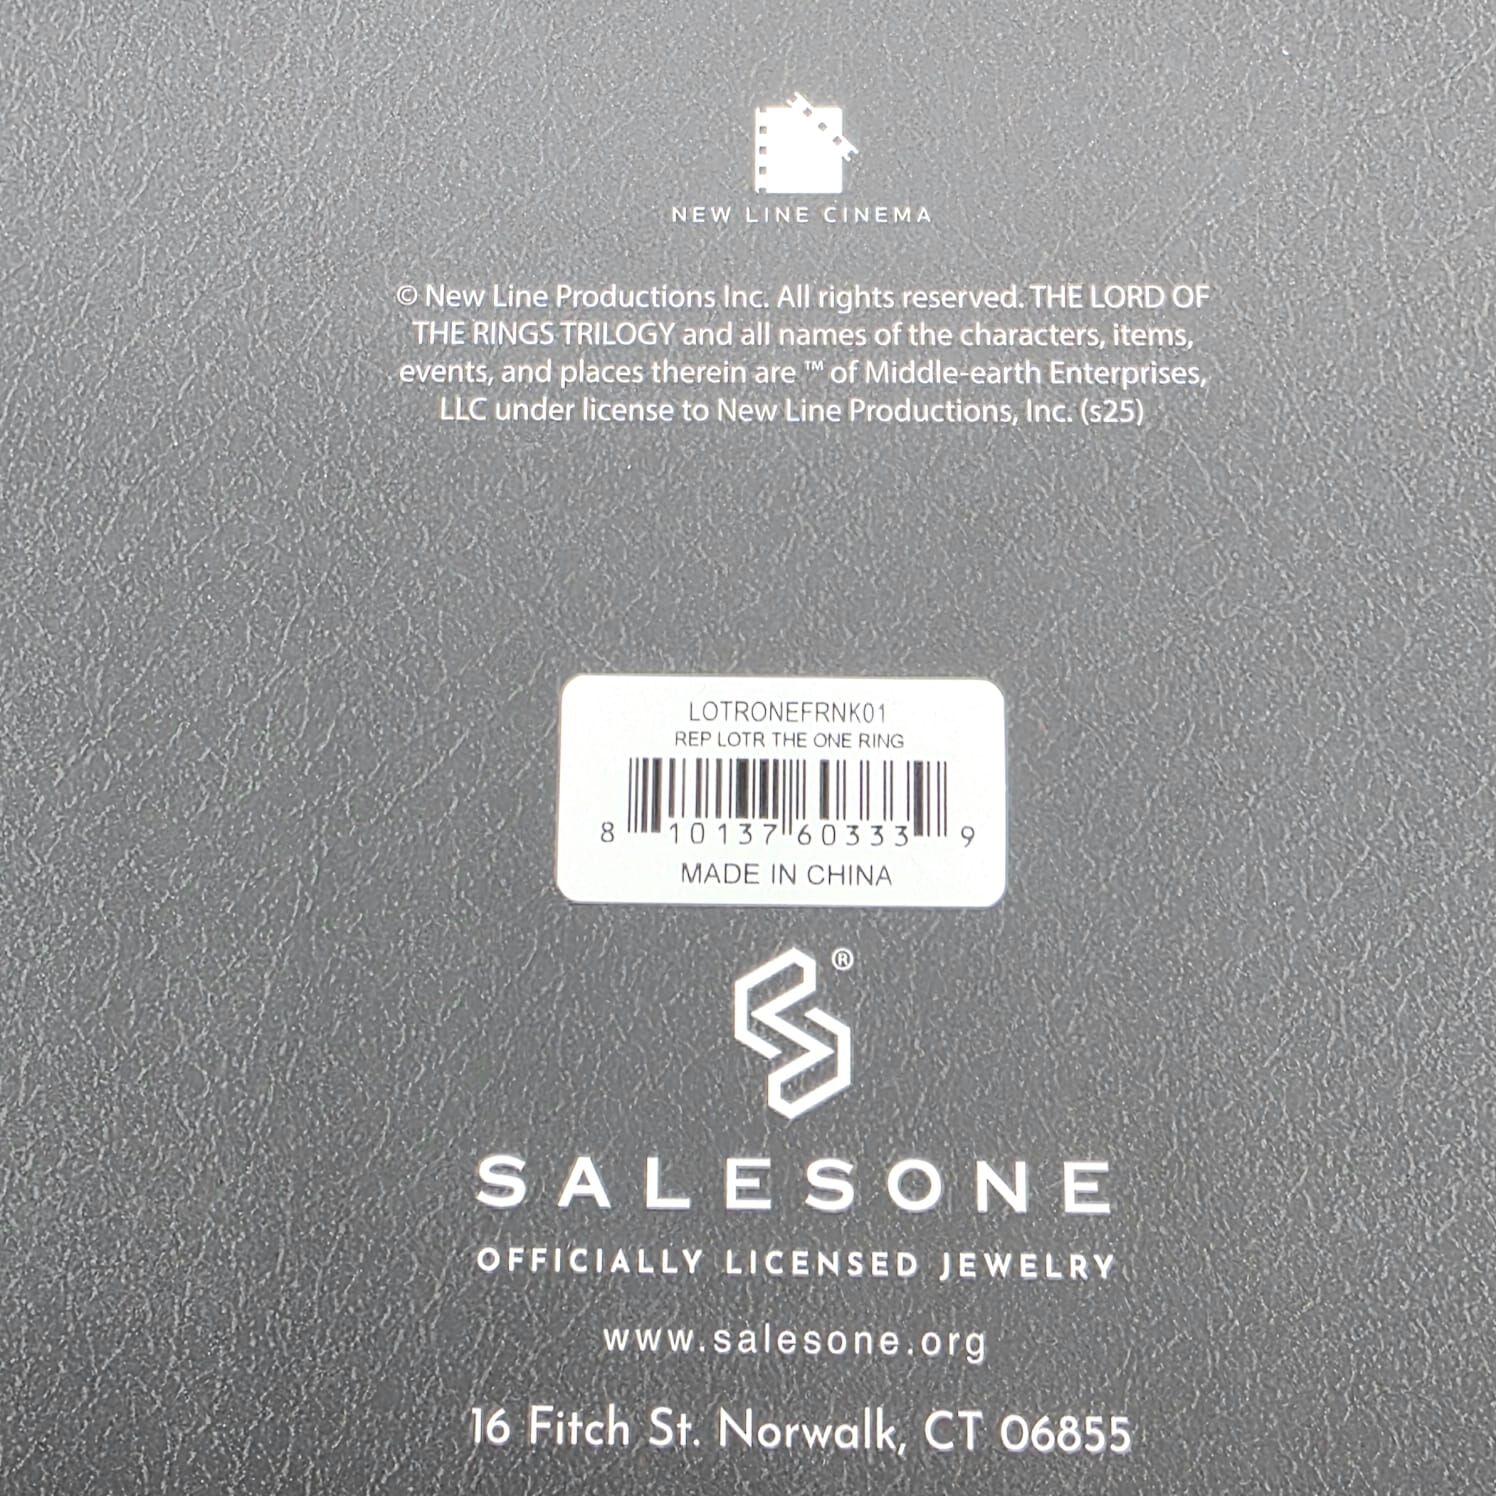 NEW LINE CINEMA
© New Line Productions Inc. All rights reserved. THE LORD OF
THE RINGS TRILOGY and all names of the characters, items,
events, and places therein are ™ of Middle-earth Enterprises,
LLC under license to New Line Productions, Inc. (s25)
LOTRONEFRNK01
REP LOTR THE ONE RING
8 10137 60333 9
MADE IN CHINA
®
SALESONE
OFFICIALLY LICENSED JEWELRY
www.salesone.org
16 Fitch St. Norwalk, CT 06855